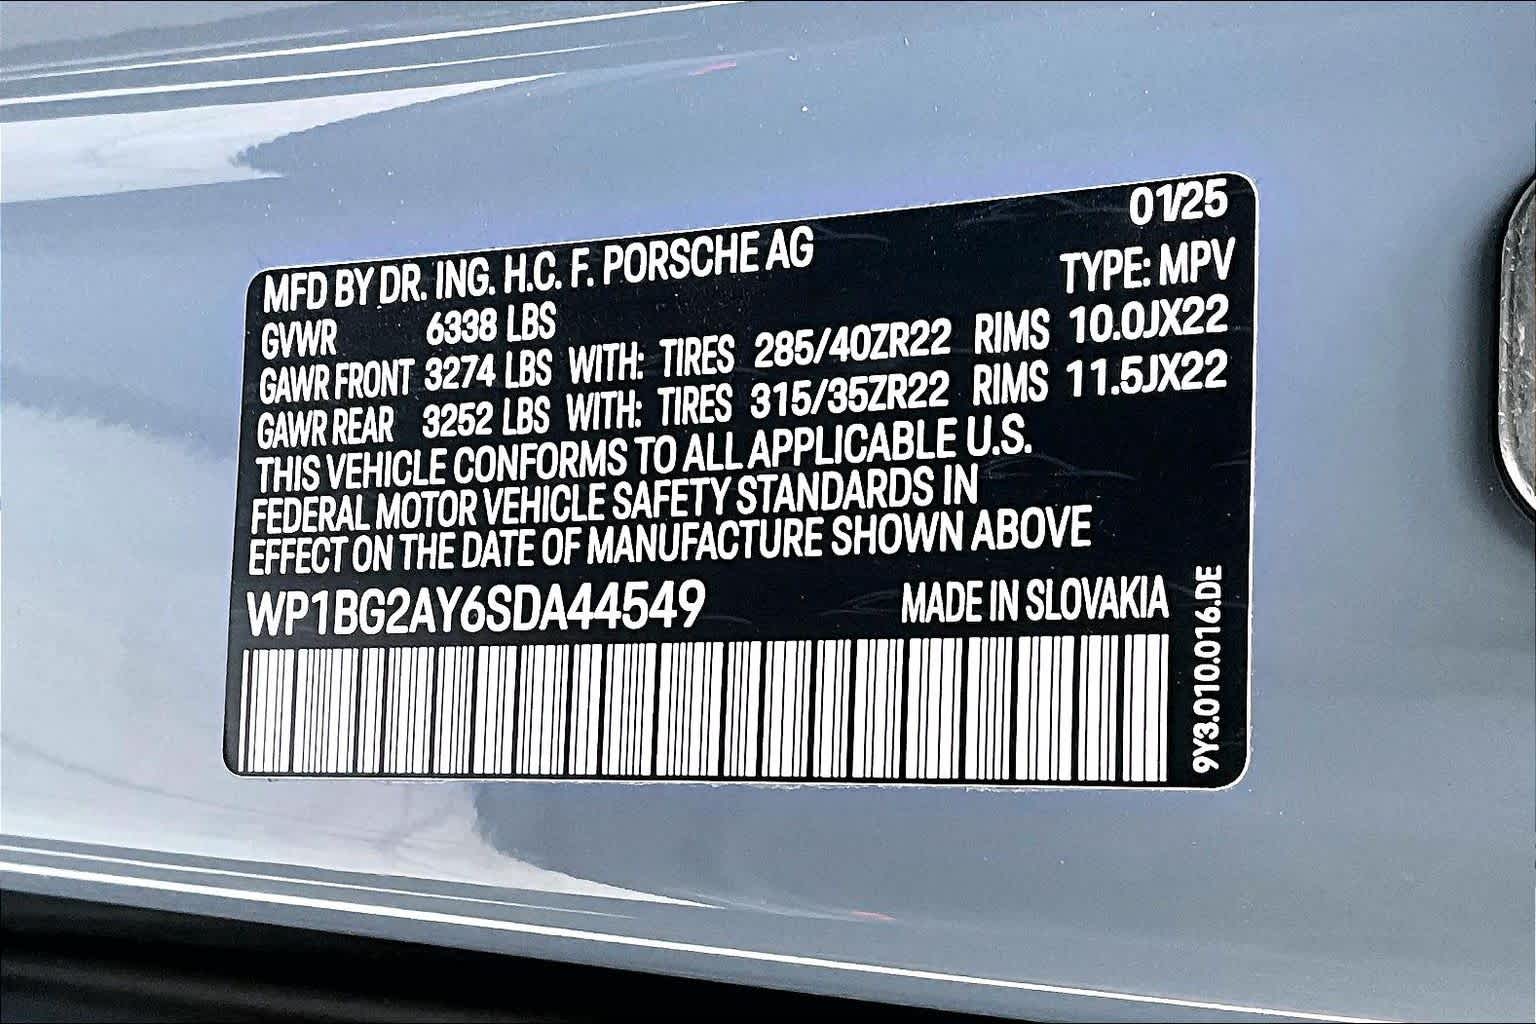 01/25
MFD BY DR. ING. H.C. F. PORSCHE AG
TYPE: MPV
GVWR 6338 LBS
GAWR FRONT 3274 LBS WITH: TIRES 285/40ZR22 RIMS 10.0JX22
GAWR REAR 3252 LBS WITH: TIRES 315/35ZR22 RIMS 11.5JX22
THIS VEHICLE CONFORMS TO ALL APPLICABLE U.S.
FEDERAL MOTOR VEHICLE SAFETY STANDARDS IN
EFFECT ON THE DATE OF MANUFACTURE SHOWN ABOVE
WP1BG2AY6SDA44549 MADE IN SLOVAKIA
9Y3.010.016.DE